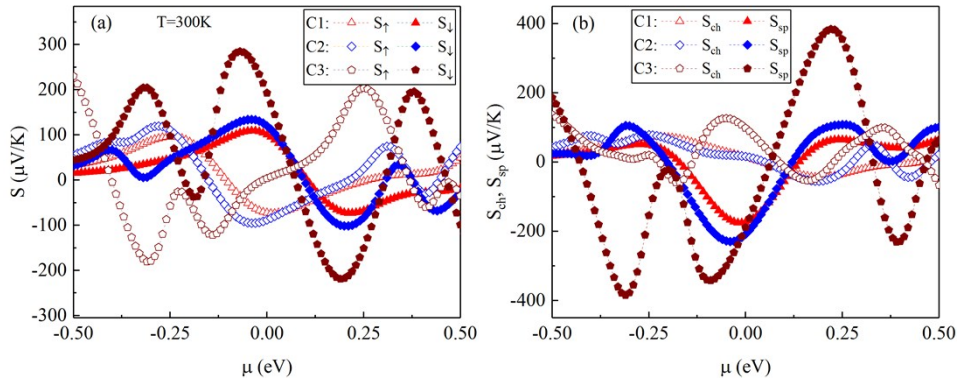 (a) T=300K
C1: S↑ S↓
C2: S↑ S↓
C3: S↑ S↓
300
200
100
0
-100
-200
-300
S (μV/K)
-0.50 -0.25 0.00 0.25 0.50
μ (eV)
(b)
C1: Sch Ssp
C2: Sch Ssp
C3: Sch Ssp
400
200
0
-200
-400
Sch, Ssp (μV/K)
-0.50 -0.25 0.00 0.25 0.50
μ (eV)